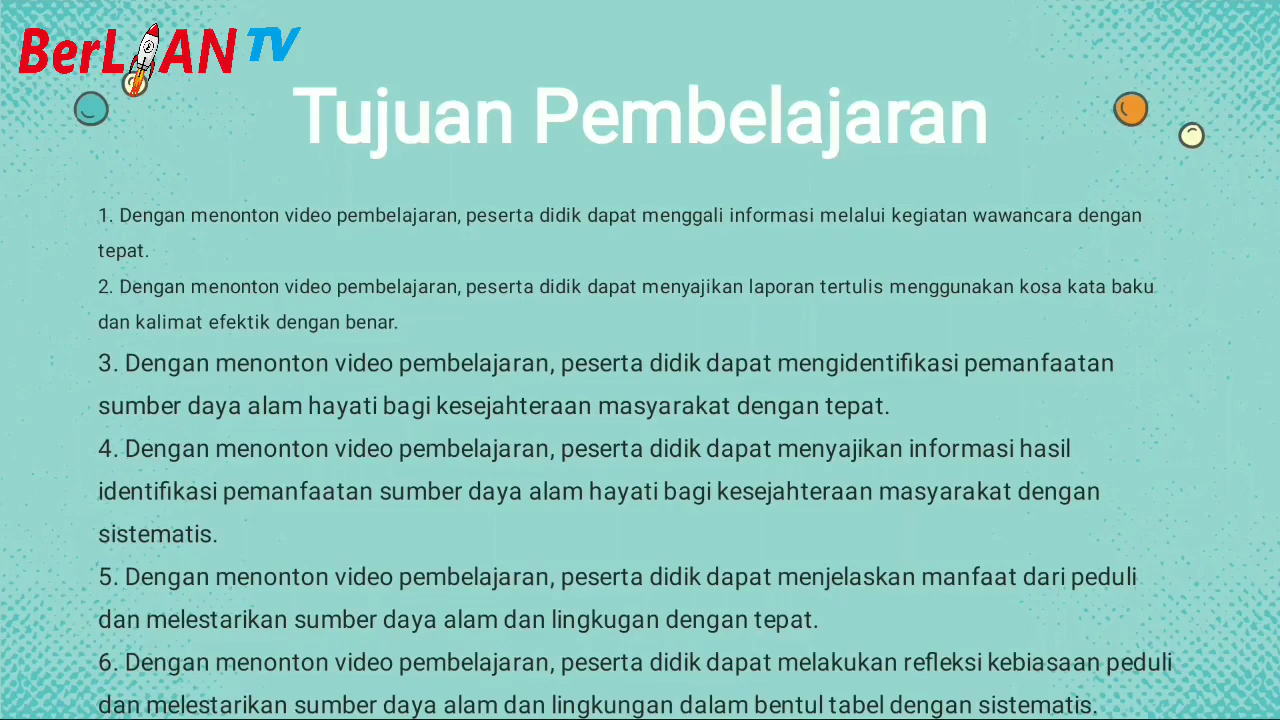 BerLIAN TV
Tujuan Pembelajaran
1. Dengan menonton video pembelajaran, peserta didik dapat menggali informasi melalui kegiatan wawancara dengan
tepat.
2. Dengan menonton video pembelajaran, peserta didik dapat menyajikan laporan tertulis menggunakan kosa kata baku
dan kalimat efektik dengan benar.
3. Dengan menonton video pembelajaran, peserta didik dapat mengidentifikasi pemanfaatan
sumber daya alam hayati bagi kesejahteraan masyarakat dengan tepat.
4. Dengan menonton video pembelajaran, peserta didik dapat menyajikan informasi hasil
identifikasi pemanfaatan sumber daya alam hayati bagi kesejahteraan masyarakat dengan
sistematis.
5. Dengan menonton video pembelajaran, peserta didik dapat menjelaskan manfaat dari peduli
dan melestarikan sumber daya alam dan lingkugan dengan tepat.
6. Dengan menonton video pembelajaran, peserta didik dapat melakukan refleksi kebiasaan peduli
dan melestarikan sumber daya alam dan lingkungan dalam bentul tabel dengan sistematis.